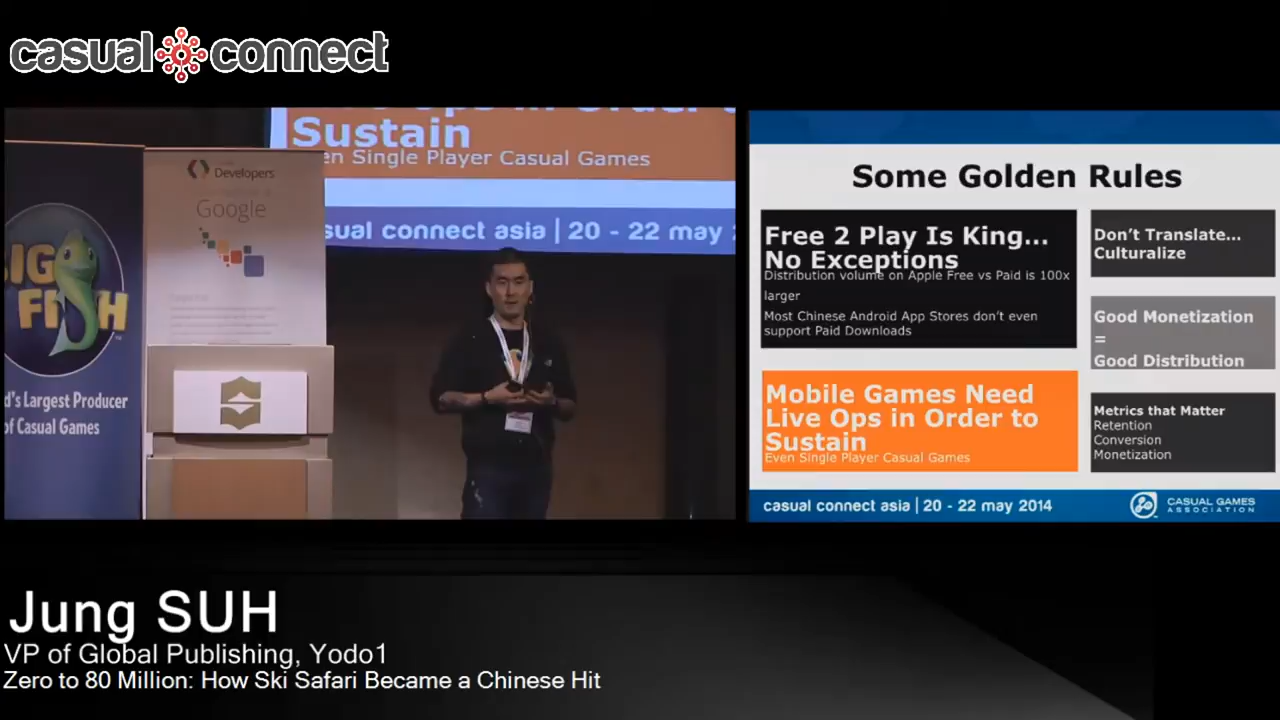 casual connect
Sustain
Even Single Player Casual Games
casual connect asia | 20 - 22 may
Developers
Google
BIG
FISH
World's Largest Producer
of Casual Games
Some Golden Rules
Free 2 Play Is King...
No Exceptions
Distribution volume on Apple Free vs Paid is 100x
larger
Most Chinese Android App Stores don't even
support Paid Downloads
Mobile Games Need
Live Ops in Order to
Sustain
Even Single Player Casual Games
Don't Translate...
Culturalize
Good Monetization
=
Good Distribution
Metrics that Matter
Retention
Conversion
Monetization
casual connect asia | 20 - 22 may 2014
CASUAL GAMES
ASSOCIATION
Jung SUH
VP of Global Publishing, Yodo1
Zero to 80 Million: How Ski Safari Became a Chinese Hit